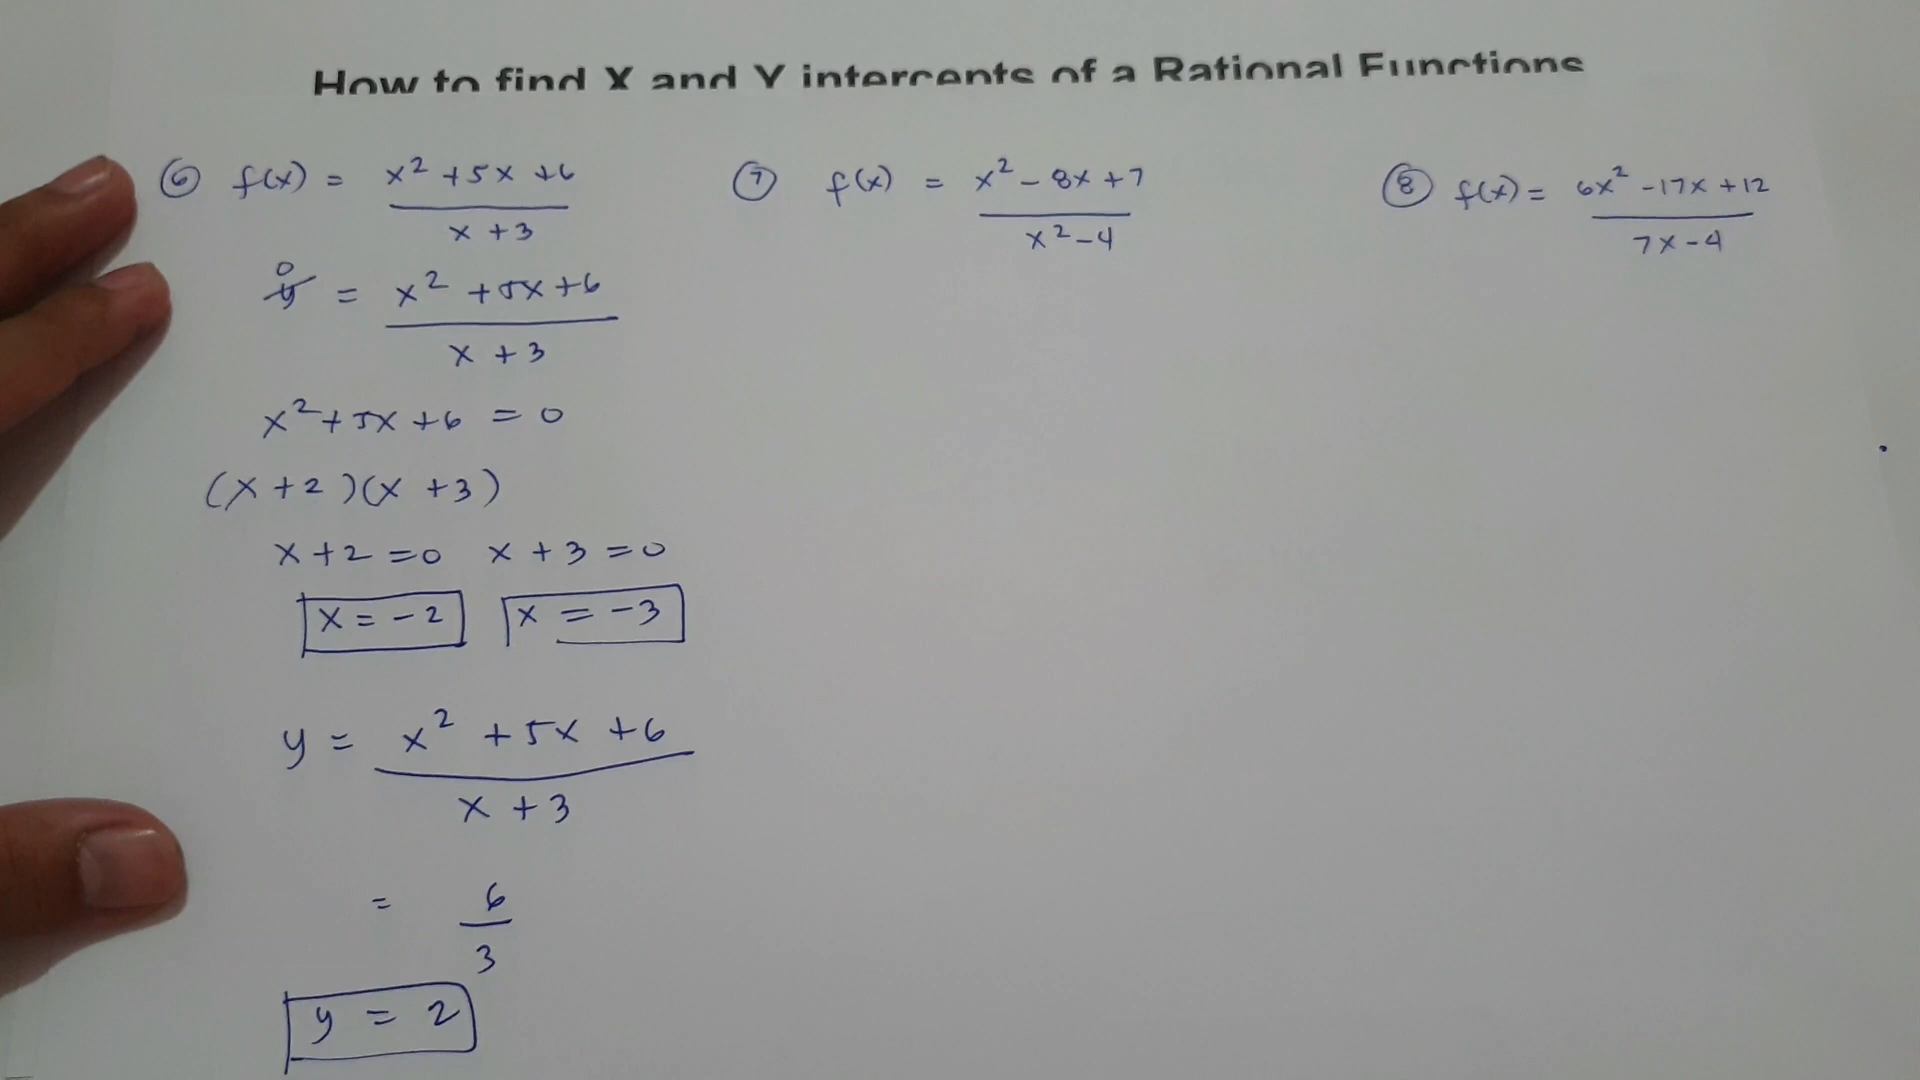 How to find X and Y intercepts of a Rational Functions
⑥ f(x) = x² + 5x + 6
x + 3
0
y = x² + 5x + 6
x + 3
x² + 5x + 6 = 0
(x + 2)(x + 3)
x + 2 = 0 x + 3 = 0
x = -2 x = -3
y = x² + 5x + 6
x + 3
= 6
3
y = 2
⑦ f(x) = x² - 8x + 7
x² - 4
⑧ f(x) = 6x² - 17x + 12
7x - 4